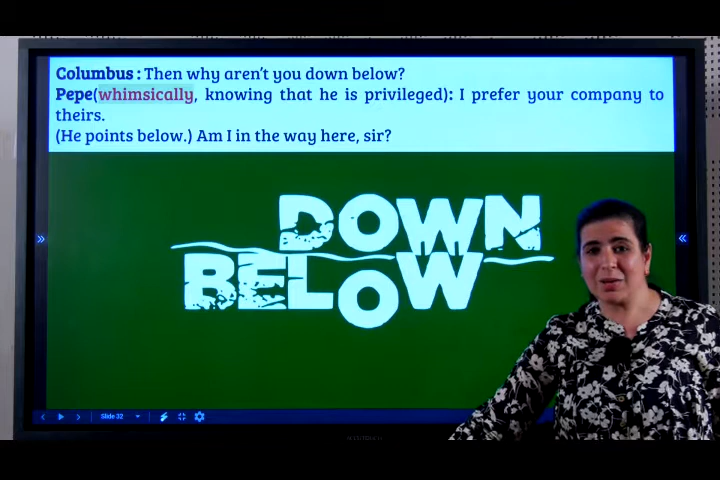 Columbus : Then why aren't you down below?
Pepe(whimsically, knowing that he is privileged): I prefer your company to
theirs.
(He points below.) Am I in the way here, sir?
DOWN
BELOW
Slide 32